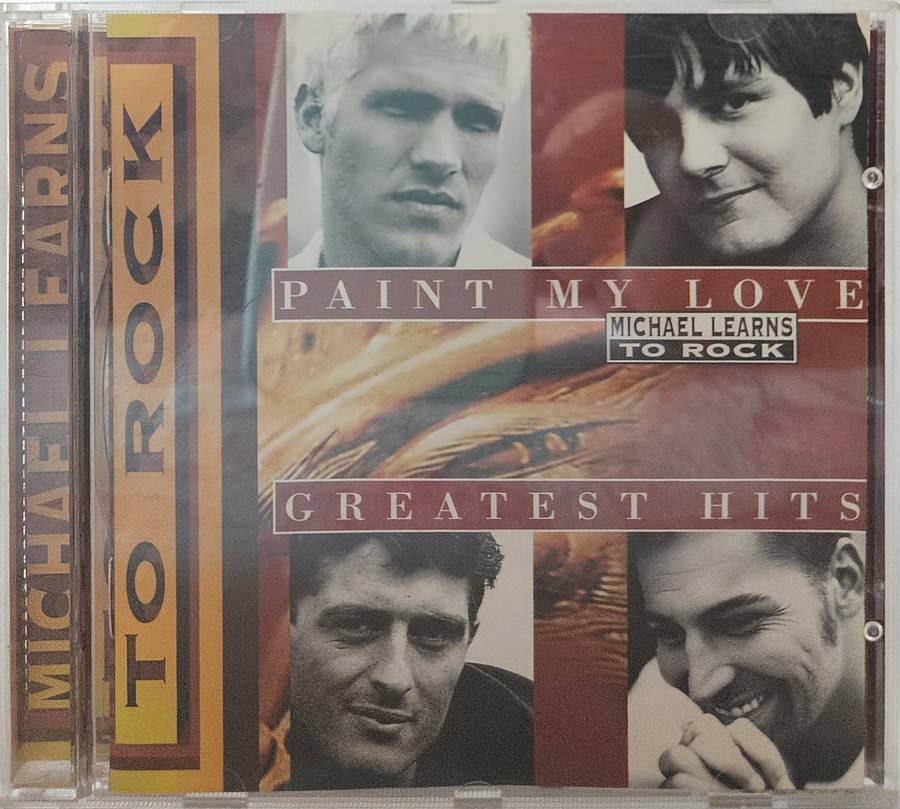 MICHAEL LEARNS
TO ROCK
PAINT MY LOVE
MICHAEL LEARNS
TO ROCK
GREATEST HITS